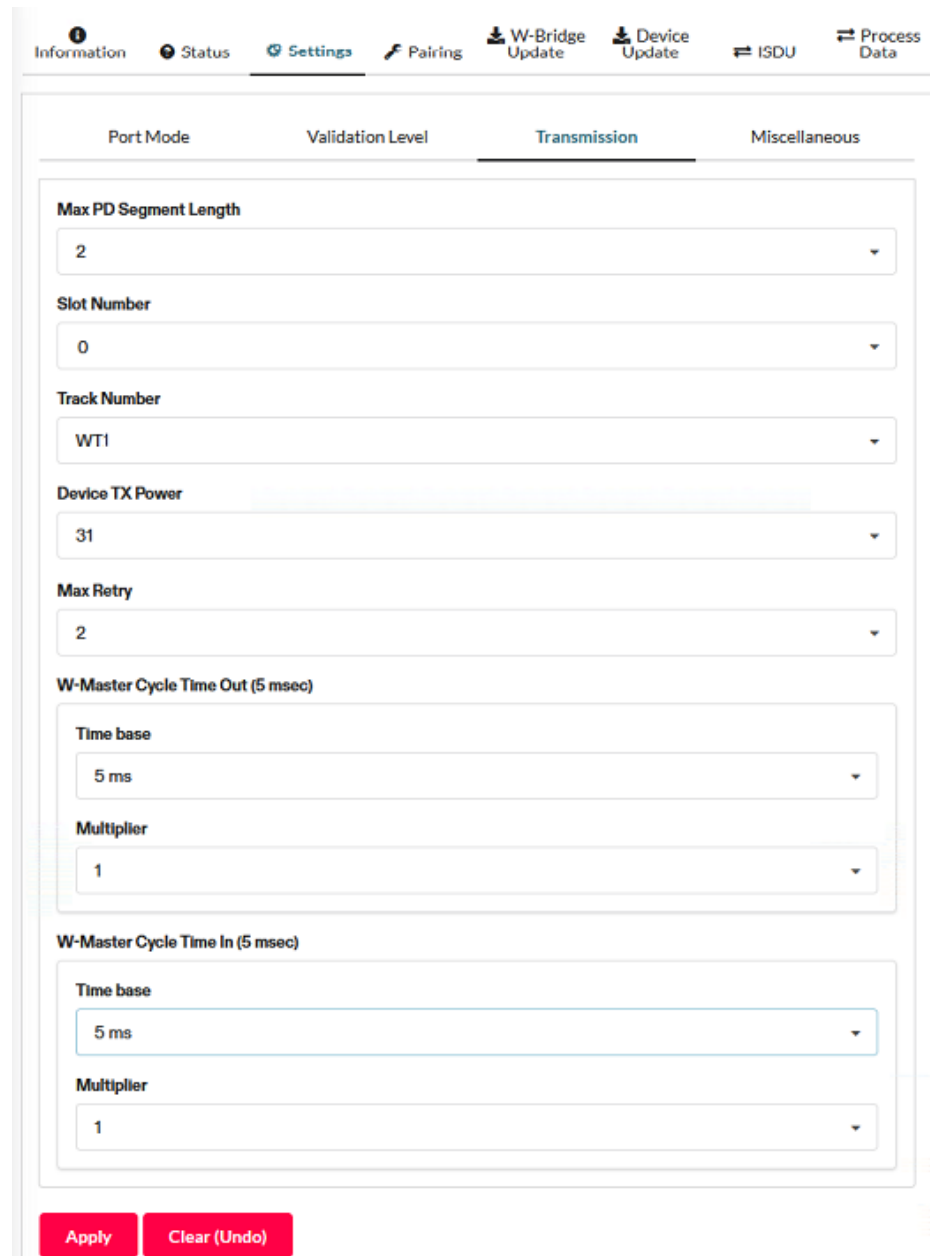 Information
Status
Settings
Pairing
W-Bridge
Update
Device
Update
ISDU
Process
Data
Port Mode
Validation Level
Transmission
Miscellaneous
Max PD Segment Length
2
Slot Number
0
Track Number
WT1
Device TX Power
31
Max Retry
2
W-Master Cycle Time Out (5 msec)
Time base
5 ms
Multiplier
1
W-Master Cycle Time In (5 msec)
Time base
5 ms
Multiplier
1
Apply
Clear (Undo)